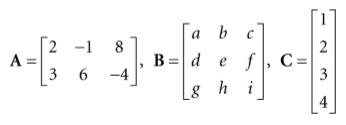 A = [2 −1 8
3 6 −4], B = [a b c
d e f
g h i], C = [1
2
3
4]